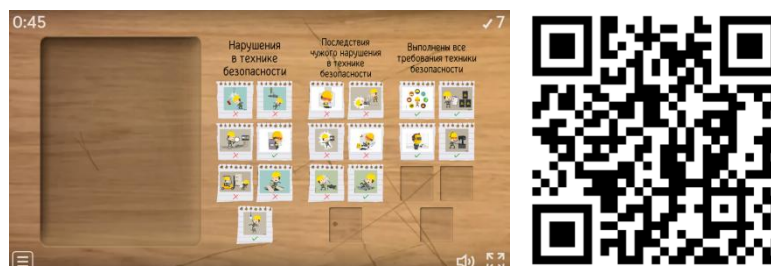 0:45
✓7
Нарушения
в технике
безопасности
Последствия
чужого нарушения
в технике
безопасности
Выполнены все
требования техники
безопасности